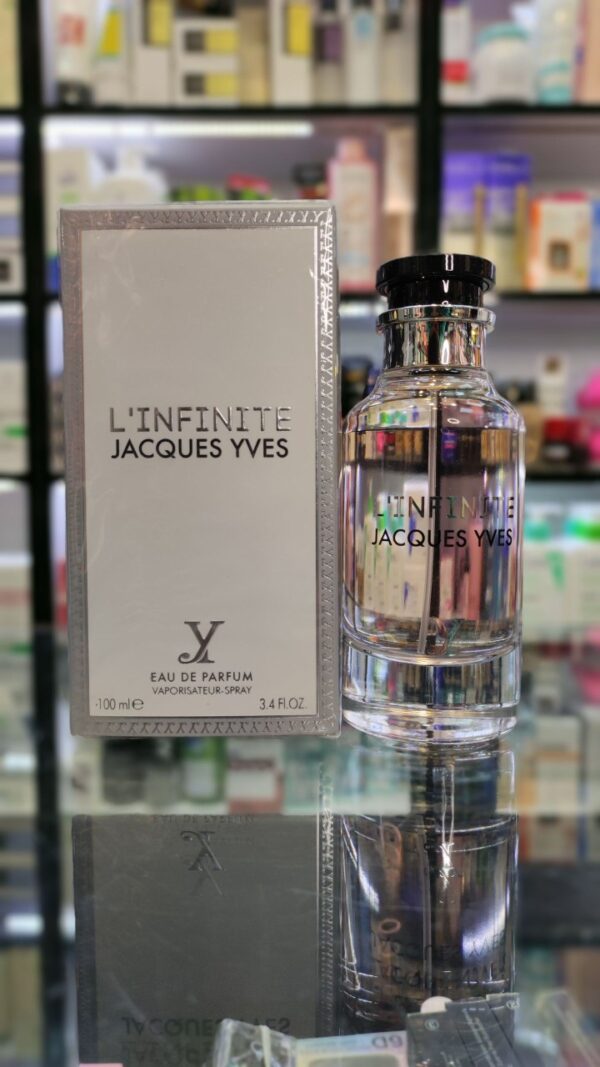 L'INFINITE
JACQUES YVES
EAU DE PARFUM
VAPORISATEUR-SPRAY
100 ml e
3.4 Fl.OZ.
L'INFINITE
JACQUES YVES